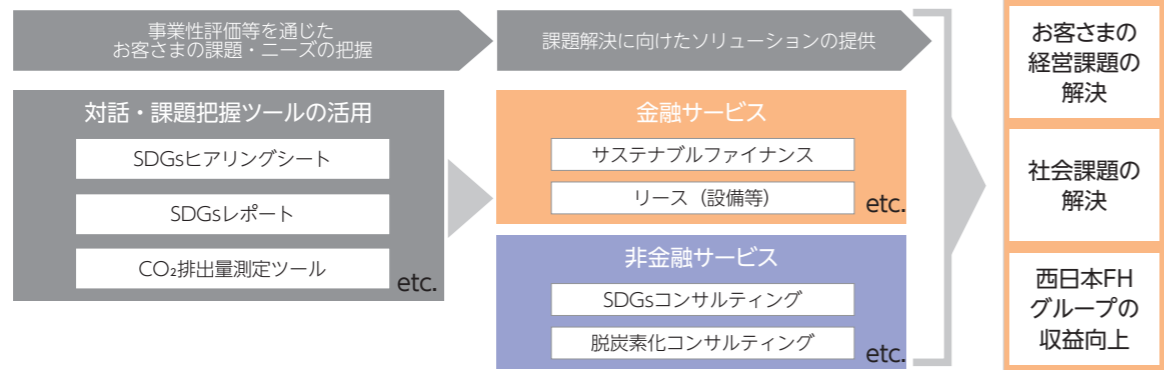 事業性評価等を通じた
お客さまの課題・ニーズの把握
課題解決に向けたソリューションの提供
対話・課題把握ツールの活用
SDGsヒアリングシート
SDGsレポート
CO₂排出量測定ツール
etc.
金融サービス
サステナブルファイナンス
リース（設備等）
etc.
非金融サービス
SDGsコンサルティング
脱炭素化コンサルティング
etc.
お客さまの
経営課題の
解決
社会課題の
解決
西日本FH
グループの
収益向上